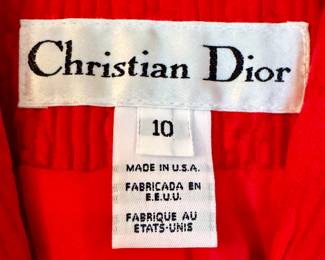 Christian Dior
10
MADE IN U.S.A.
FABRICADA EN
E.E.U.U.
FABRIQUE AU
ETATS-UNIS